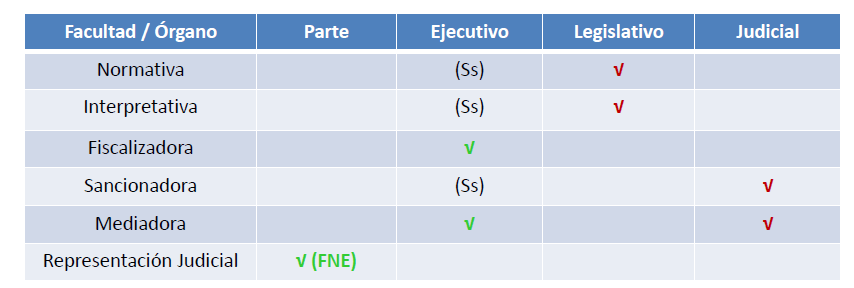 Facultad / Órgano Parte Ejecutivo Legislativo Judicial
Normativa (Ss) √
Interpretativa (Ss) √
Fiscalizadora √
Sancionadora (Ss) √
Mediadora √ √
Representación Judicial √ (FNE)